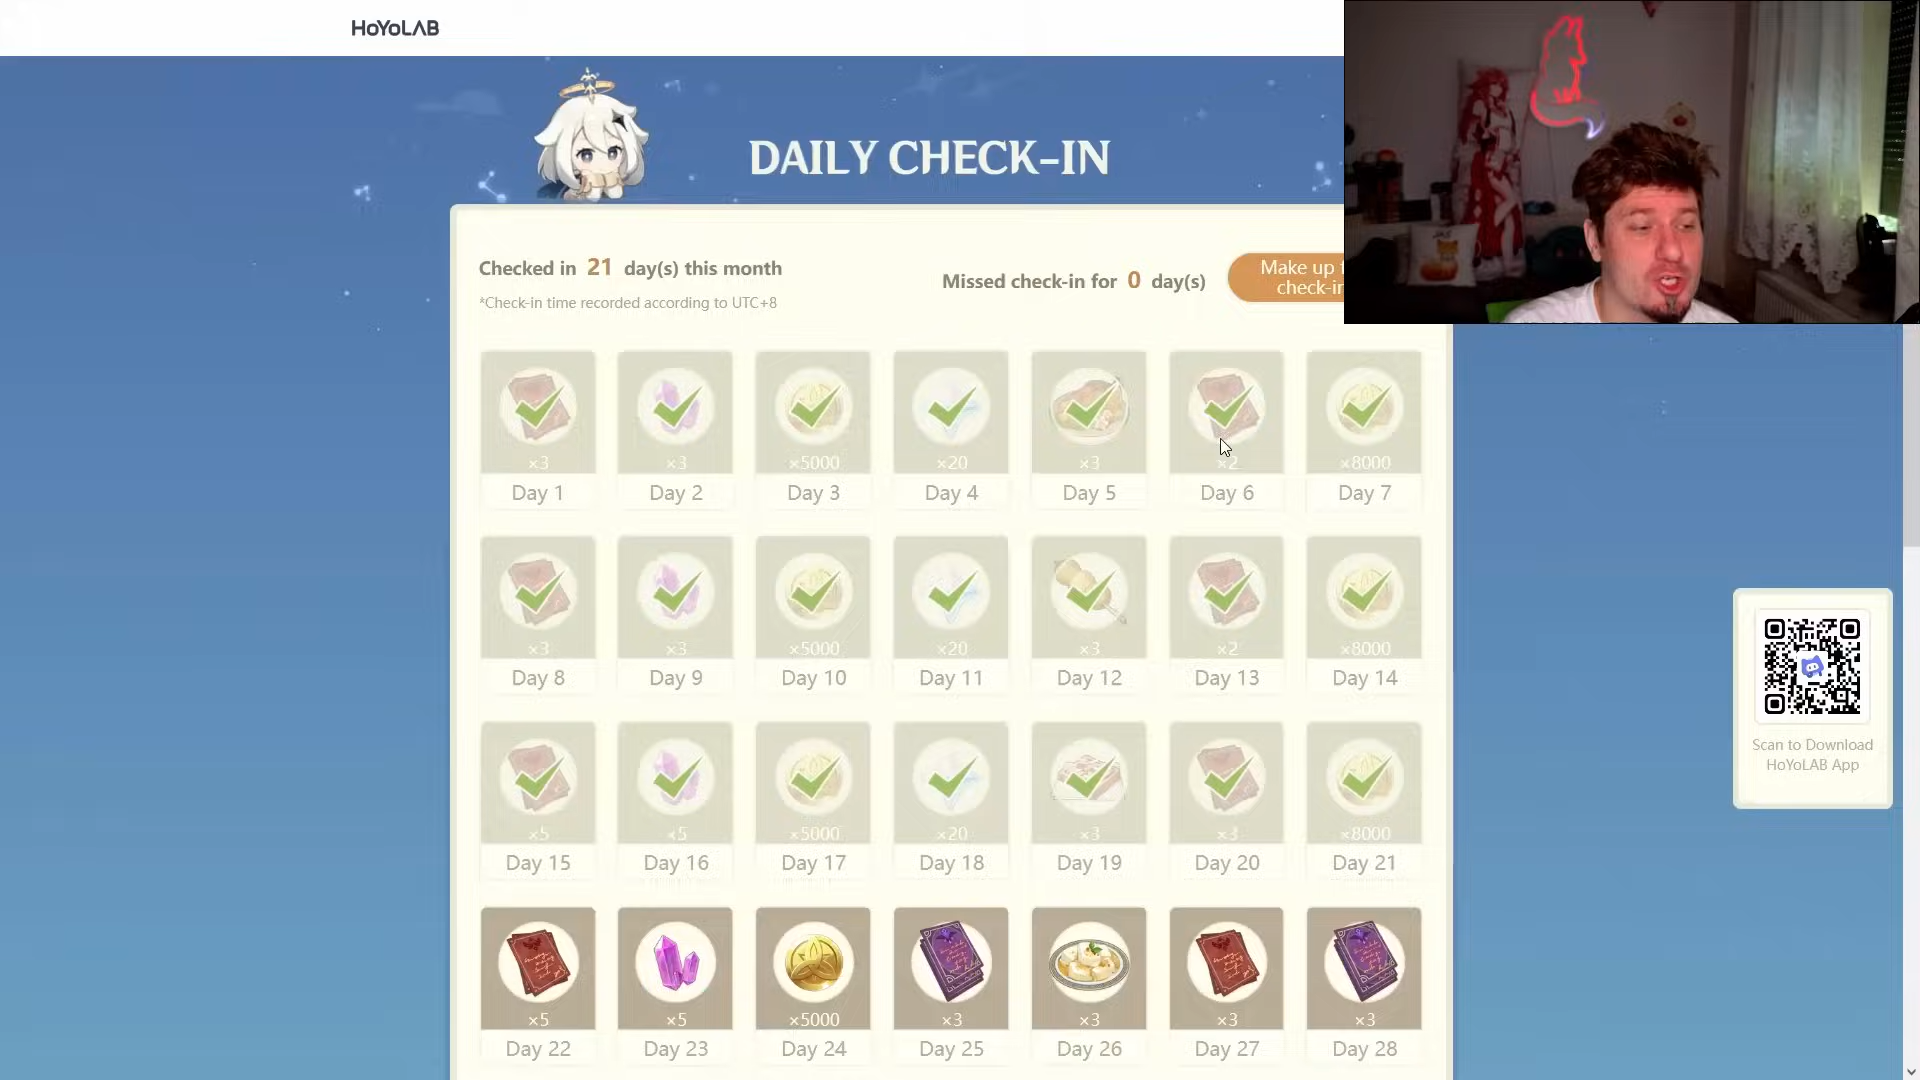 HoYoLAB
DAILY CHECK-IN
Checked in 21 day(s) this month
*Check-in time recorded according to UTC+8
Missed check-in for 0 day(s)
Make up
check-in
×3
×3
×5000
×20
×3
×2
×8000
Day 1
Day 2
Day 3
Day 4
Day 5
Day 6
Day 7
×3
×3
×5000
×20
×3
×2
×8000
Day 8
Day 9
Day 10
Day 11
Day 12
Day 13
Day 14
×5
×5
×5000
×20
×3
×3
×8000
Day 15
Day 16
Day 17
Day 18
Day 19
Day 20
Day 21
×5
×5
×5000
×3
×3
×3
×3
Day 22
Day 23
Day 24
Day 25
Day 26
Day 27
Day 28
Scan to Download
HoYoLAB App